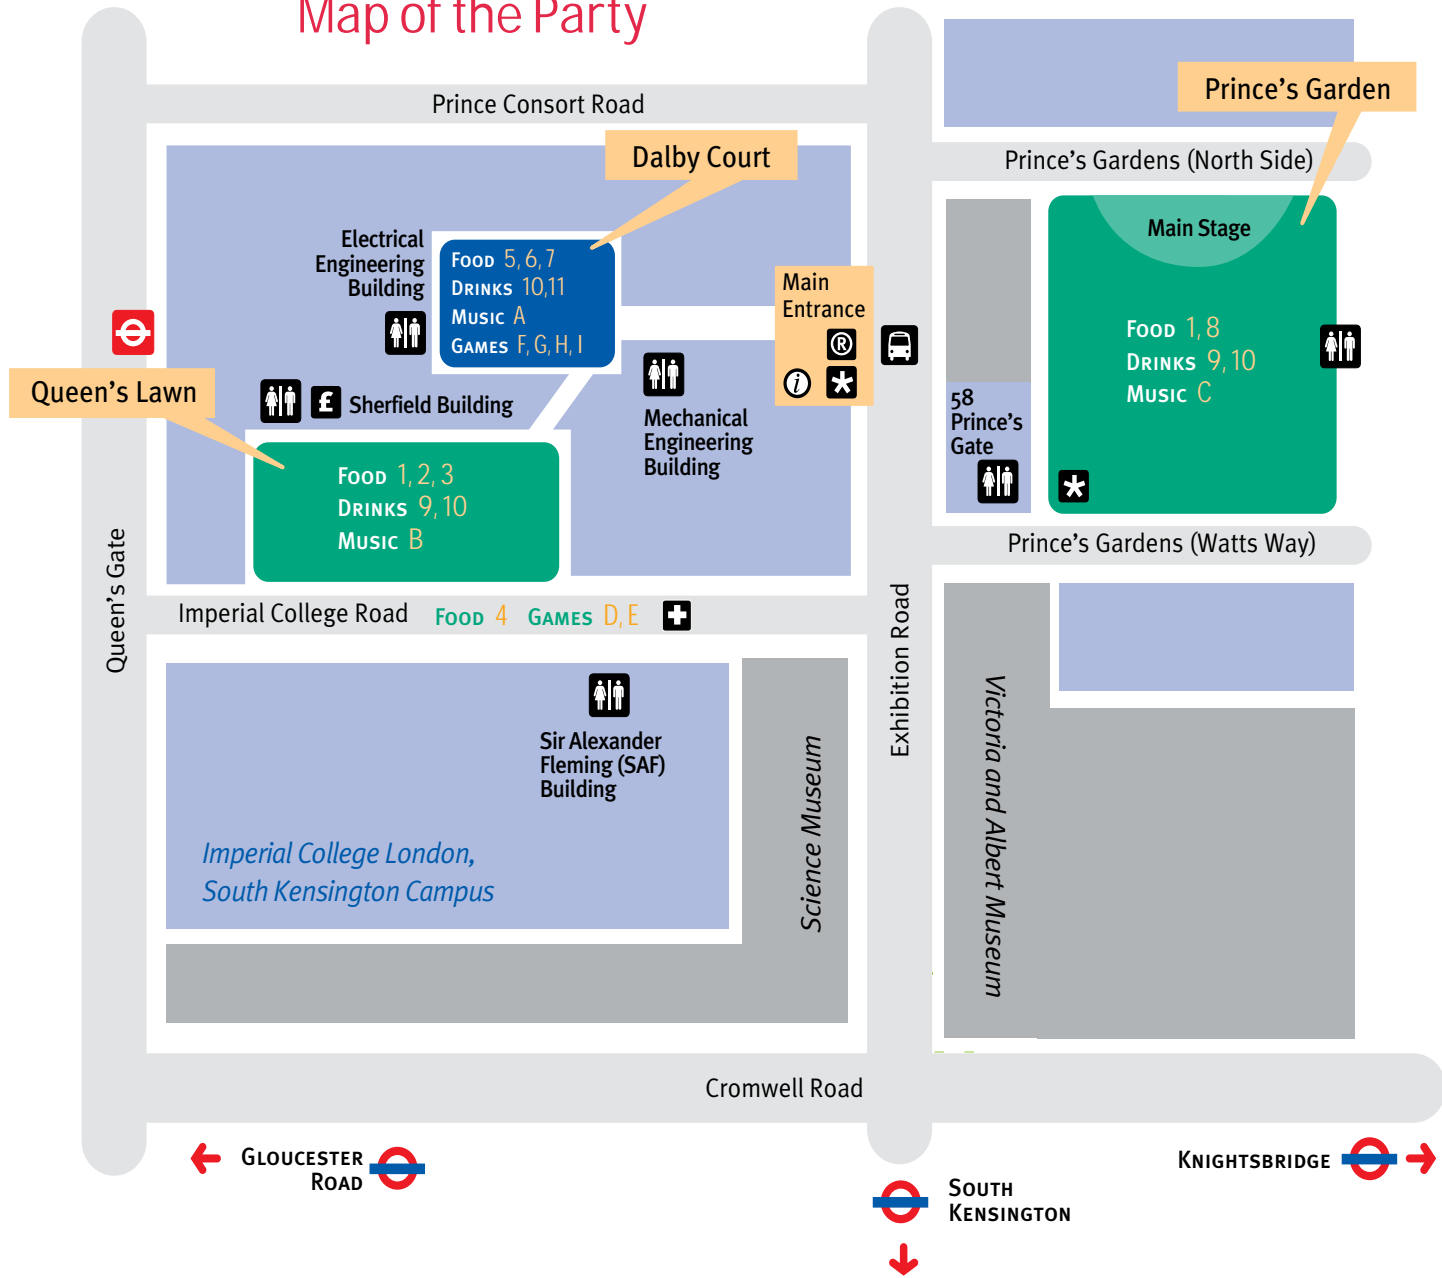 Map of the Party
Prince Consort Road
Prince's Garden
Dalby Court
Prince's Gardens (North Side)
Main Stage
Electrical
Engineering
Building
FOOD 5, 6, 7
DRINKS 10,11
MUSIC A
GAMES F, G, H, I
Main
Entrance
®
i
*
FOOD 1, 8
DRINKS 9, 10
MUSIC C
Queen's Lawn
£ Sherfield Building
Mechanical
Engineering
Building
58
Prince's
Gate
*
FOOD 1, 2, 3
DRINKS 9, 10
MUSIC B
Prince's Gardens (Watts Way)
Queen's Gate
Imperial College Road FOOD 4 GAMES D, E
Exhibition Road
Sir Alexander
Fleming (SAF)
Building
Science Museum
Victoria and Albert Museum
Imperial College London,
South Kensington Campus
Cromwell Road
GLOUCESTER
ROAD
KNIGHTSBRIDGE
SOUTH
KENSINGTON